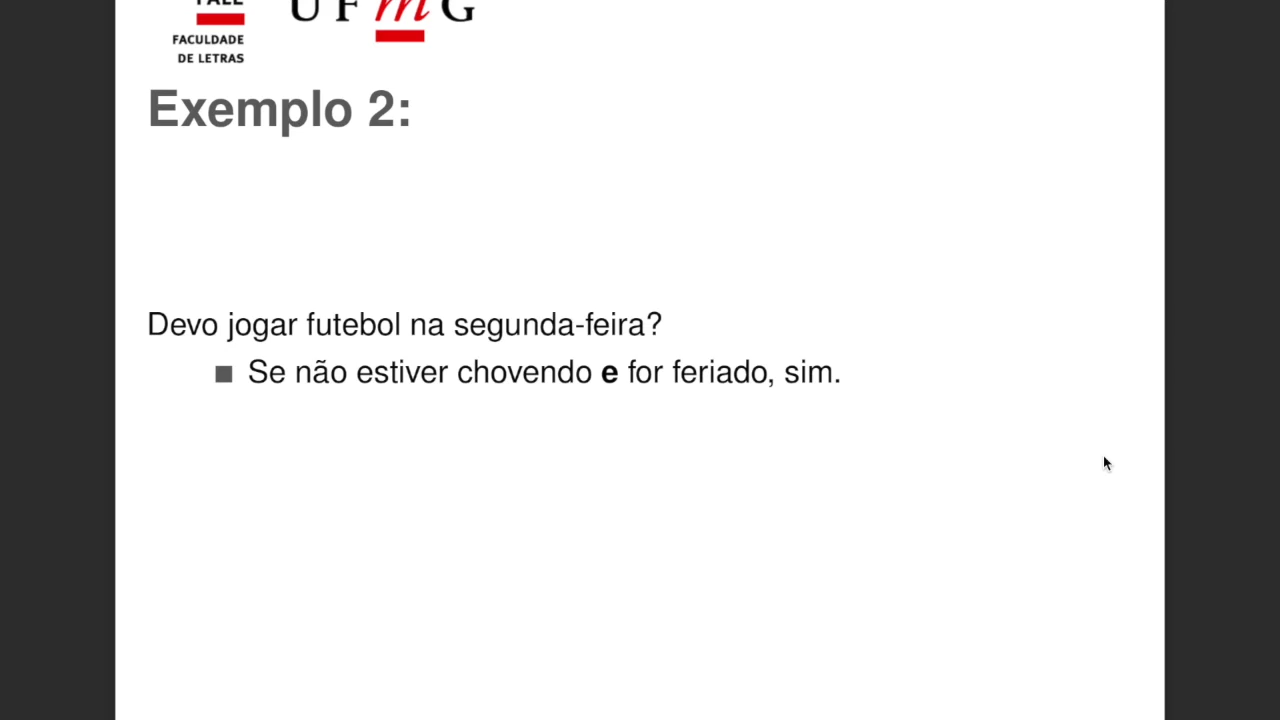 FALE
UFmG
FACULDADE
DE LETRAS
Exemplo 2:
Devo jogar futebol na segunda-feira?
Se não estiver chovendo e for feriado, sim.